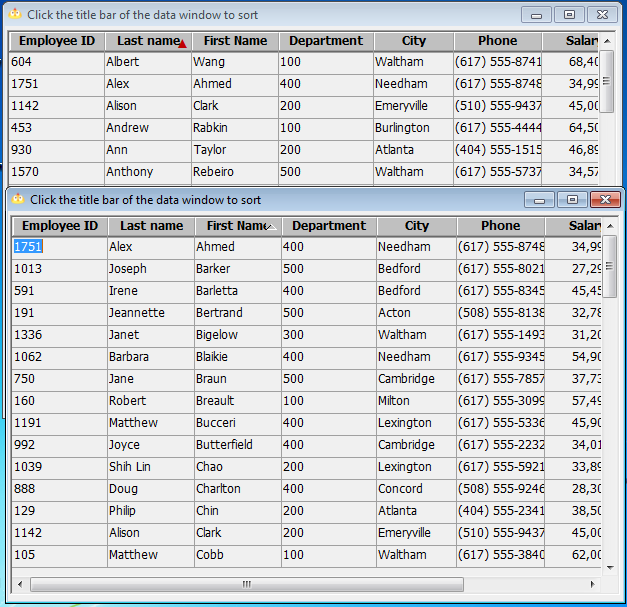 Click the title bar of the data window to sort
Employee ID Last name First Name Department City Phone Salary
604 Albert Wang 100 Waltham (617) 555-8741 68,40
1751 Alex Ahmed 400 Needham (617) 555-8748 34,99
1142 Alison Clark 200 Emeryville (510) 555-9437 45,00
453 Andrew Rabkin 100 Burlington (617) 555-4444 64,50
930 Ann Taylor 200 Atlanta (404) 555-1515 46,89
1570 Anthony Rebeiro 500 Waltham (617) 555-5737 34,57
Click the title bar of the data window to sort
Employee ID Last name First Name Department City Phone Salary
1751 Alex Ahmed 400 Needham (617) 555-8748 34,99
1013 Joseph Barker 500 Bedford (617) 555-8021 27,29
591 Irene Barletta 400 Bedford (617) 555-8345 45,45
191 Jeannette Bertrand 500 Acton (508) 555-8138 32,78
1336 Janet Bigelow 300 Waltham (617) 555-1493 31,20
1062 Barbara Blaikie 400 Needham (617) 555-9345 54,90
750 Jane Braun 500 Cambridge (617) 555-7857 37,73
160 Robert Breault 100 Milton (617) 555-3099 57,49
1191 Matthew Bucceri 400 Lexington (617) 555-5336 45,90
992 Joyce Butterfield 400 Cambridge (617) 555-2232 34,01
1039 Shih Lin Chao 200 Lexington (617) 555-5921 33,89
888 Doug Charlton 400 Concord (508) 555-9246 28,30
129 Philip Chin 200 Atlanta (404) 555-2341 38,50
1142 Alison Clark 200 Emeryville (510) 555-9437 45,00
105 Matthew Cobb 100 Waltham (617) 555-3840 62,00